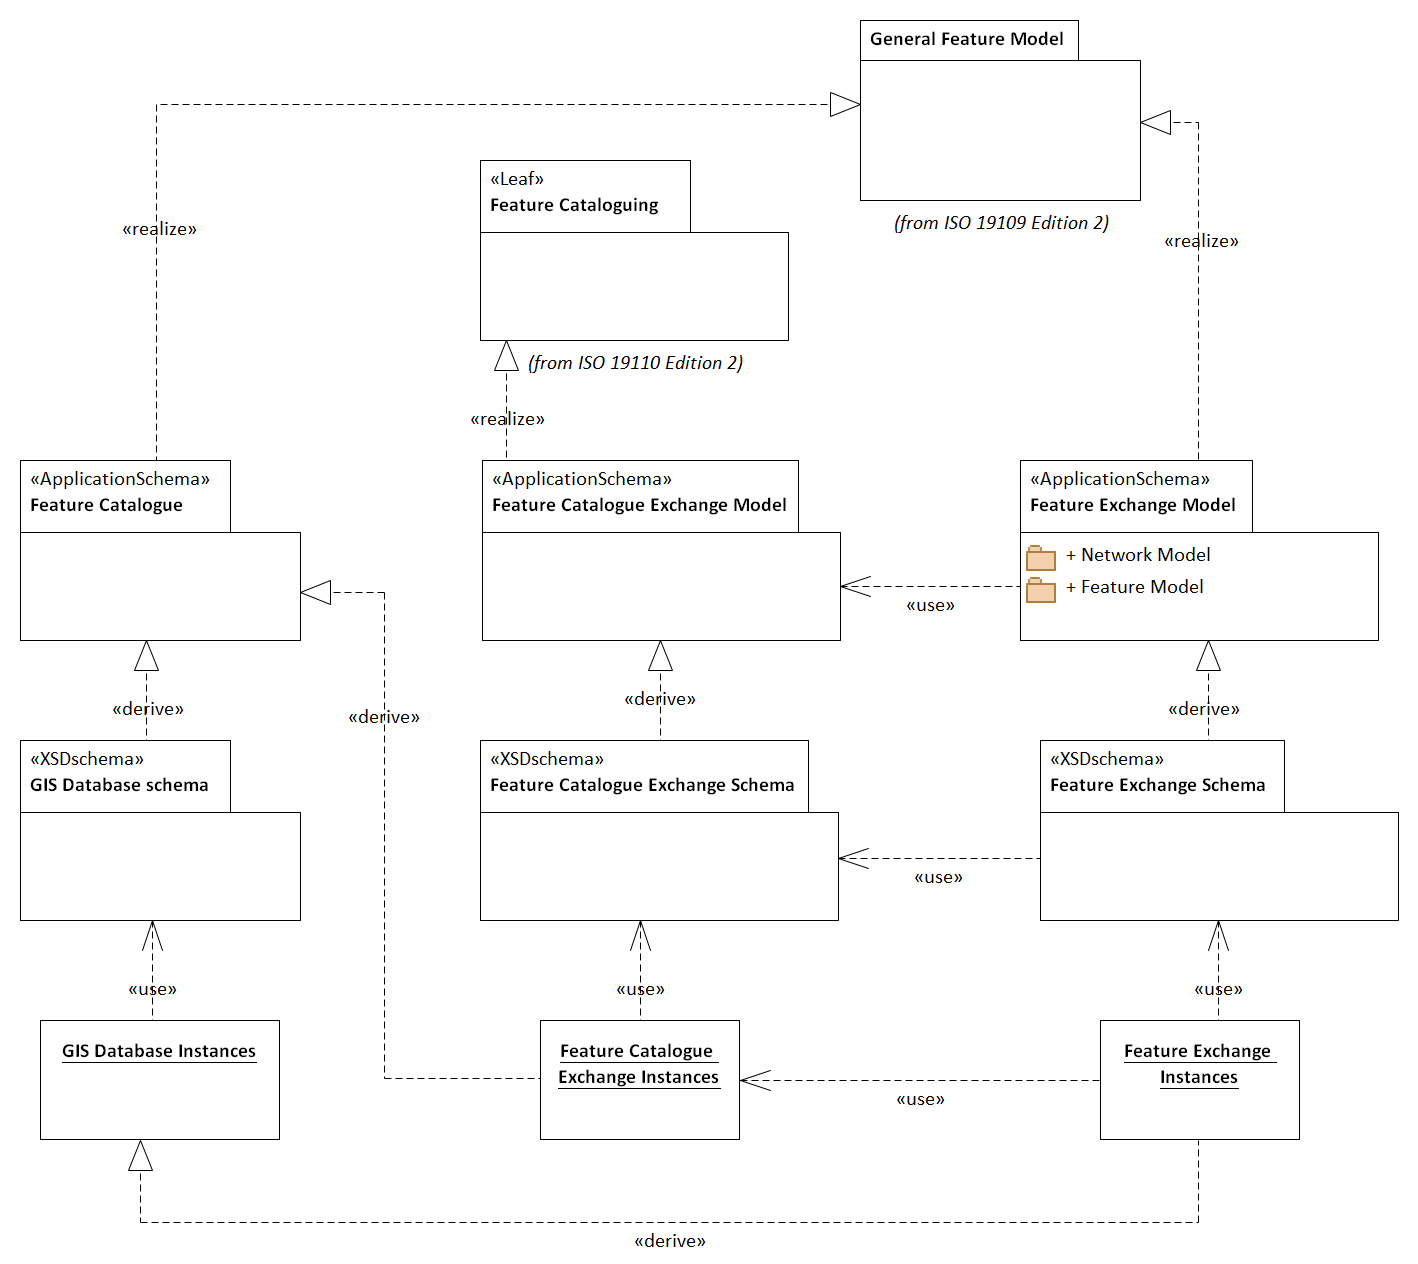 General Feature Model
(from ISO 19109 Edition 2)
«Leaf»
Feature Cataloguing
(from ISO 19110 Edition 2)
«realize»
«realize»
«realize»
«ApplicationSchema»
Feature Catalogue
«ApplicationSchema»
Feature Catalogue Exchange Model
«ApplicationSchema»
Feature Exchange Model
+ Network Model
+ Feature Model
«use»
«derive»
«derive»
«derive»
«derive»
«XSDschema»
GIS Database schema
«XSDschema»
Feature Catalogue Exchange Schema
«XSDschema»
Feature Exchange Schema
«use»
«use»
«use»
«use»
GIS Database Instances
Feature Catalogue
Exchange Instances
Feature Exchange
Instances
«use»
«derive»